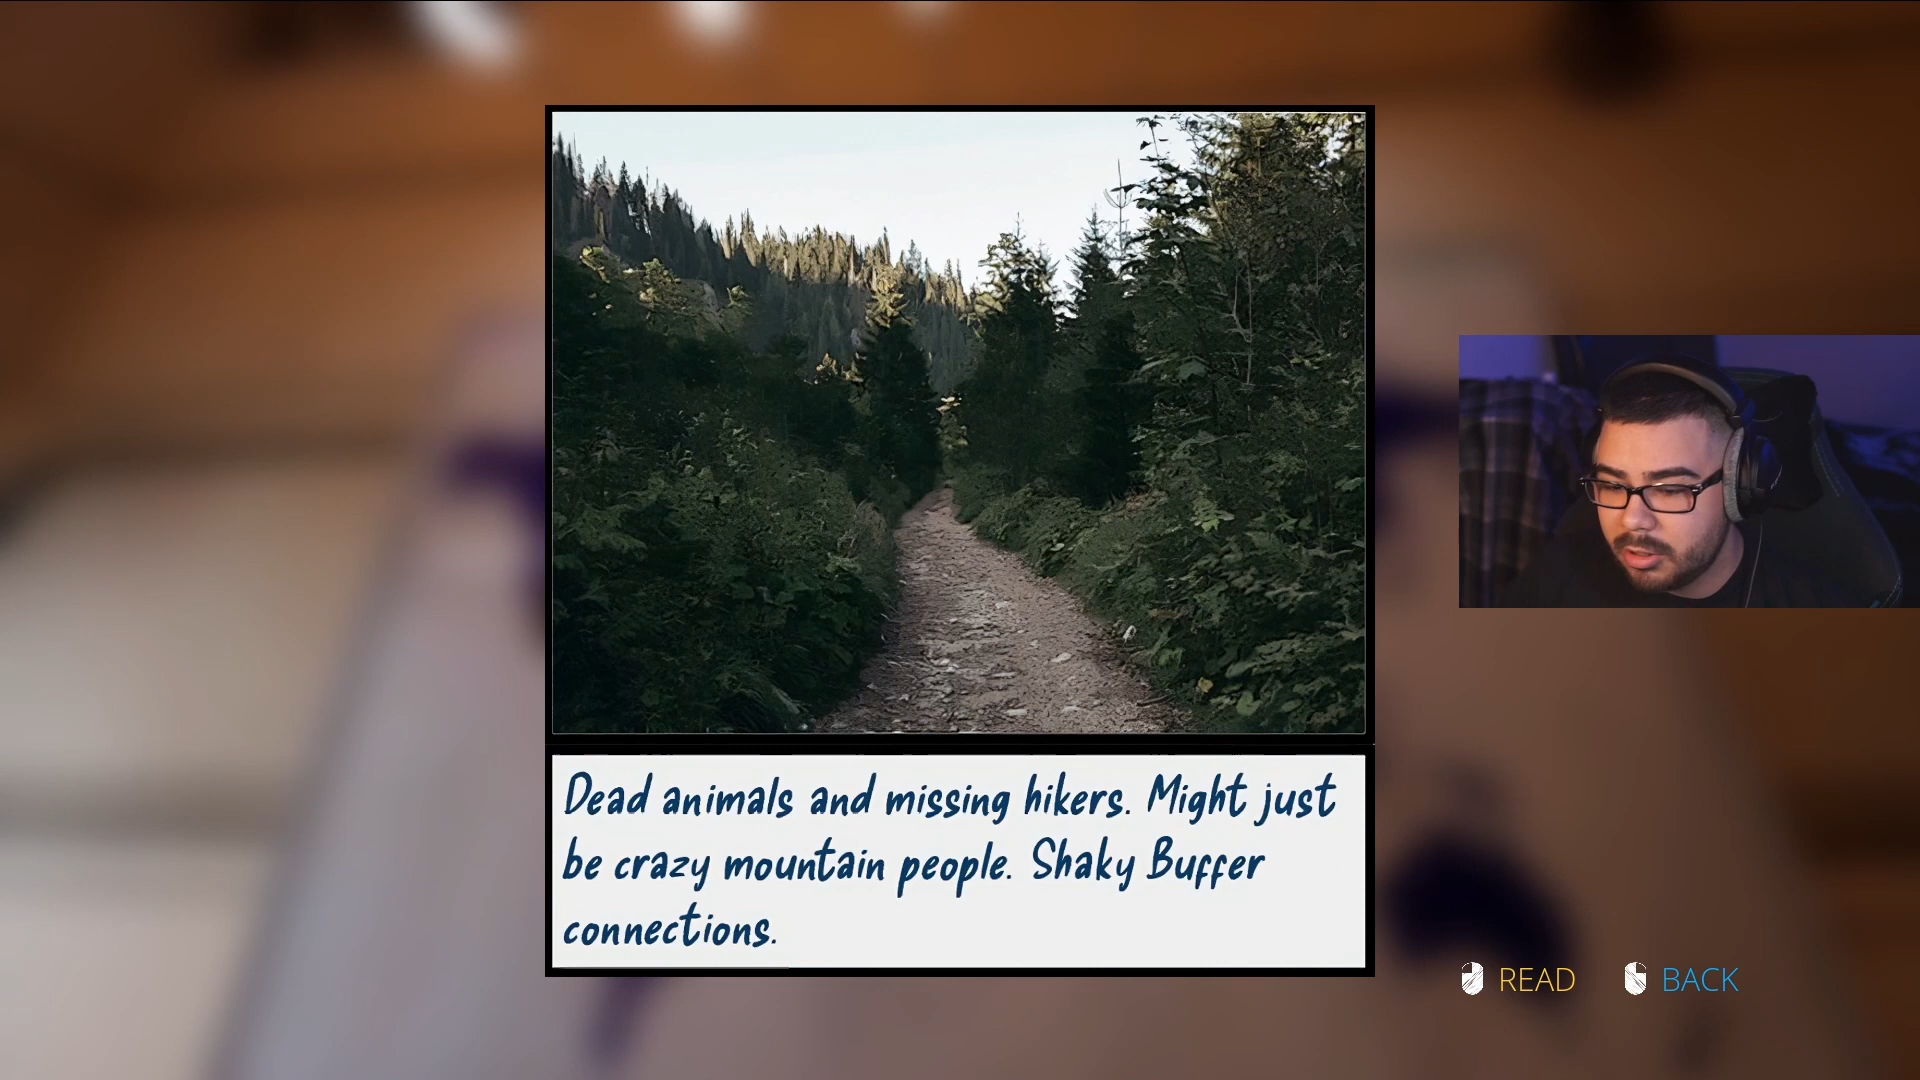 Dead animals and missing hikers. Might just
be crazy mountain people. Shaky Buffer
connections.
READ
BACK